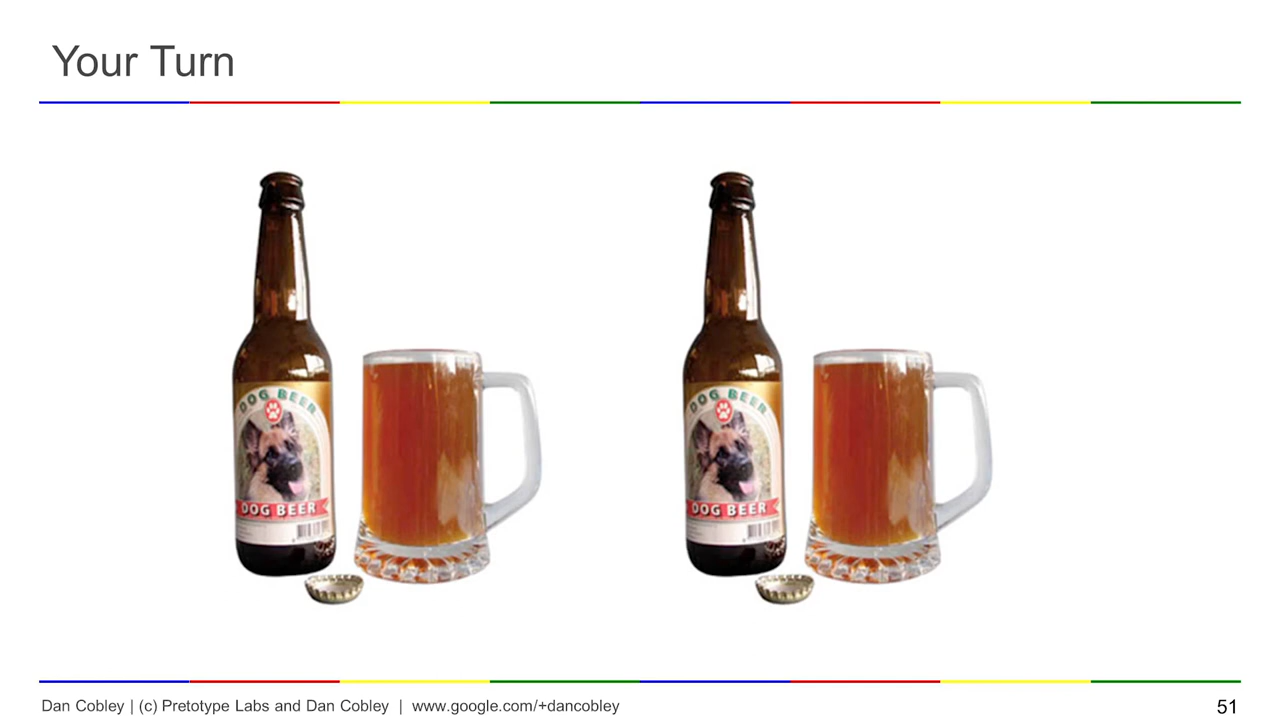 Your Turn
DOG BEER
DOG BEER
DOG BEER
DOG BEER
Dan Cobley | (c) Pretotype Labs and Dan Cobley | www.google.com/+dancobley
51